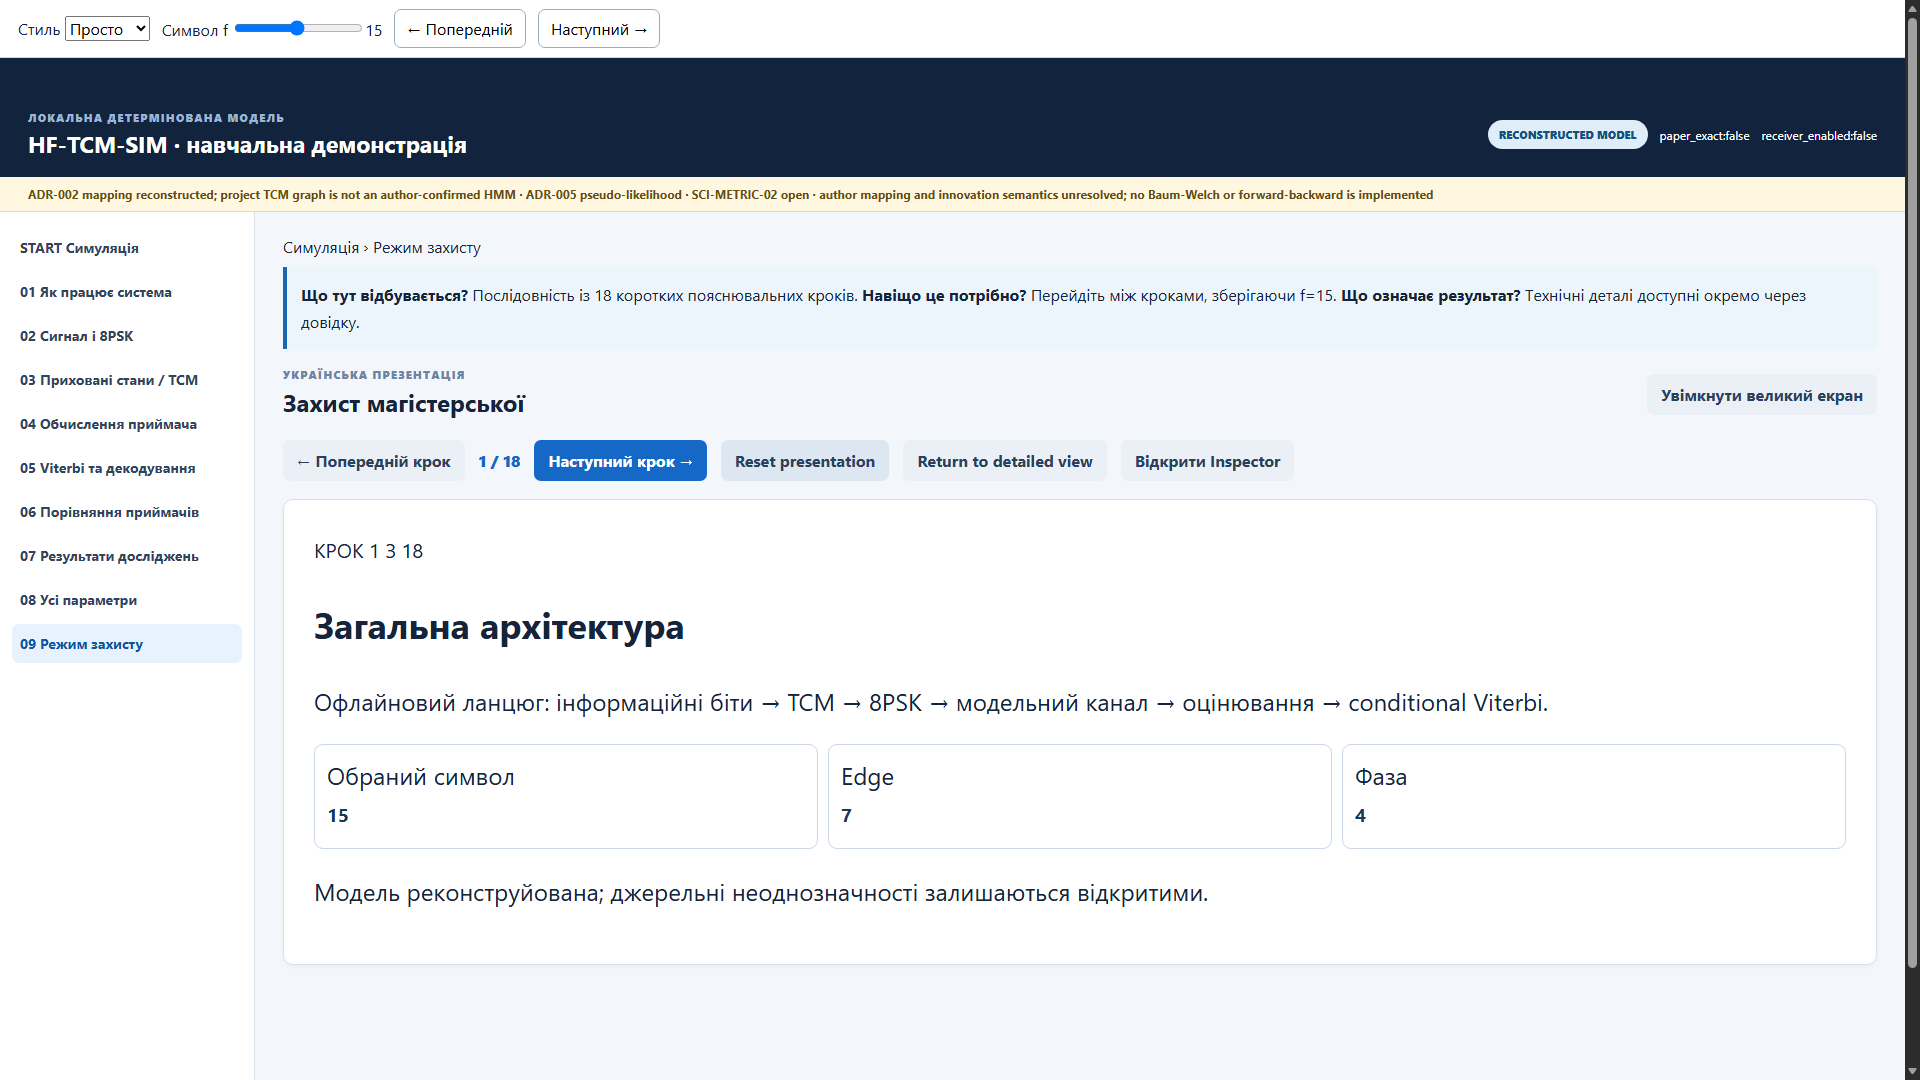 Стиль Просто Символ f 15 ← Попередній Наступний →
ЛОКАЛЬНА ДЕТЕРМІНОВАНА МОДЕЛЬ
HF-TCM-SIM · навчальна демонстрація
RECONSTRUCTED MODEL paper_exact:false receiver_enabled:false
ADR-002 mapping reconstructed; project TCM graph is not an author-confirmed HMM · ADR-005 pseudo-likelihood · SCI-METRIC-02 open · author mapping and innovation semantics unresolved; no Baum-Welch or forward-backward is implemented
START Симуляція
01 Як працює система
02 Сигнал і 8PSK
03 Приховані стани / TCM
04 Обчислення приймача
05 Viterbi та декодування
06 Порівняння приймачів
07 Результати досліджень
08 Усі параметри
09 Режим захисту
Симуляція › Режим захисту
Що тут відбувається? Послідовність із 18 коротких пояснювальних кроків. Навіщо це потрібно? Перейдіть між кроками, зберігаючи f=15. Що означає результат? Технічні деталі доступні окремо через
довідку.
УКРАЇНСЬКА ПРЕЗЕНТАЦІЯ
Захист магістерської
Увімкнути великий екран
← Попередній крок 1 / 18 Наступний крок → Reset presentation Return to detailed view Відкрити Inspector
КРОК 1 З 18
Загальна архітектура
Офлайновий ланцюг: інформаційні біти → TCM → 8PSK → модельний канал → оцінювання → conditional Viterbi.
Обраний символ
15
Edge
7
Фаза
4
Модель реконструйована; джерельні неоднозначності залишаються відкритими.